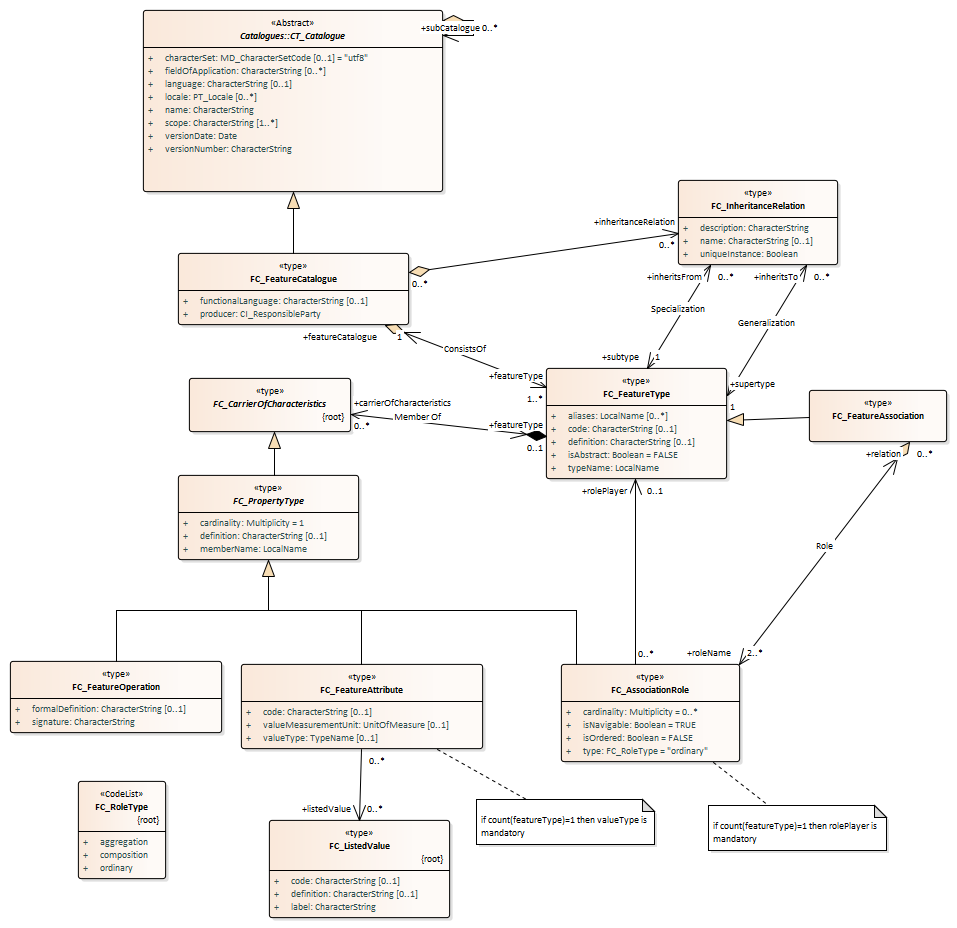 «Abstract»
Catalogues::CT_Catalogue
+ characterSet: MD_CharacterSetCode [0..1] = "utf8"
+ fieldOfApplication: CharacterString [0..*]
+ language: CharacterString [0..1]
+ locale: PT_Locale [0..*]
+ name: CharacterString
+ scope: CharacterString [1..*]
+ versionDate: Date
+ versionNumber: CharacterString
+subCatalogue 0..*
«type»
FC_InheritanceRelation
+ description: CharacterString
+ name: CharacterString [0..1]
+ uniqueInstance: Boolean
+inheritanceRelation
0..*
«type»
FC_FeatureCatalogue
+ functionalLanguage: CharacterString [0..1]
+ producer: CI_ResponsibleParty
0..*
+inheritsFrom
0..*
+inheritsTo
0..*
Specialization
Generalization
+featureCatalogue
1
ConsistsOf
+subtype
1
+featureType
1..*
+supertype
1
«type»
FC_FeatureType
+ aliases: LocalName [0..*]
+ code: CharacterString [0..1]
+ definition: CharacterString [0..1]
+ isAbstract: Boolean = FALSE
+ typeName: LocalName
«type»
FC_CarrierOfCharacteristics
{root}
+carrierOfCharacteristics
0..*
Member Of
+featureType
0..1
«type»
FC_FeatureAssociation
+relation
0..*
«type»
FC_PropertyType
+ cardinality: Multiplicity = 1
+ definition: CharacterString [0..1]
+ memberName: LocalName
+rolePlayer
0..1
Role
0..*
+roleName
2..*
«type»
FC_FeatureOperation
+ formalDefinition: CharacterString [0..1]
+ signature: CharacterString
«type»
FC_FeatureAttribute
+ code: CharacterString [0..1]
+ valueMeasurementUnit: UnitOfMeasure [0..1]
+ valueType: TypeName [0..1]
«type»
FC_AssociationRole
+ cardinality: Multiplicity = 0..*
+ isNavigable: Boolean = TRUE
+ isOrdered: Boolean = FALSE
+ type: FC_RoleType = "ordinary"
0..*
+listedValue
0..*
«CodeList»
FC_RoleType
{root}
+ aggregation
+ composition
+ ordinary
«type»
FC_ListedValue
{root}
+ code: CharacterString [0..1]
+ definition: CharacterString [0..1]
+ label: CharacterString
if count(featureType)=1 then valueType is
mandatory
if count(featureType)=1 then rolePlayer is
mandatory